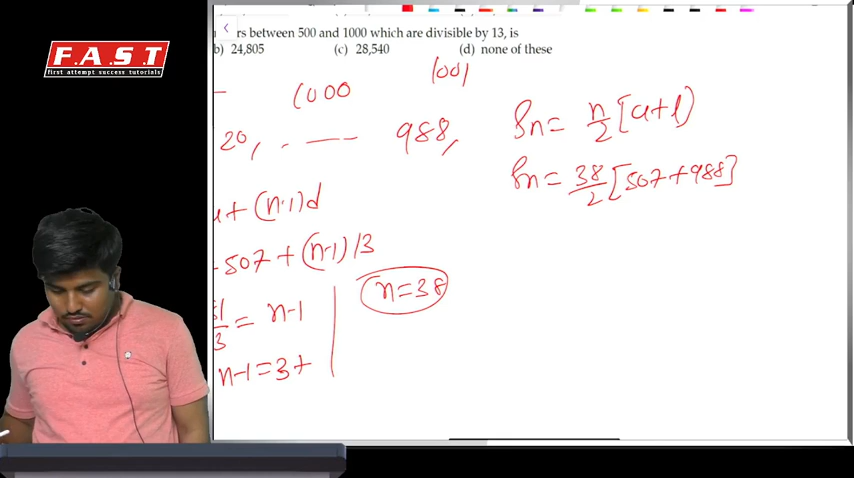 F.A.S.T
first attempt success tutorials
rs between 500 and 1000 which are divisible by 13, is
b) 24,805 (c) 28,540 (d) none of these
1000
1001
20, . — — 988,
Sn = n/2 [a+l)
Sn = 38/2 [507+988]
a + (n-1)d
507 + (n-1)13
n=38
= n-1
n-1=37